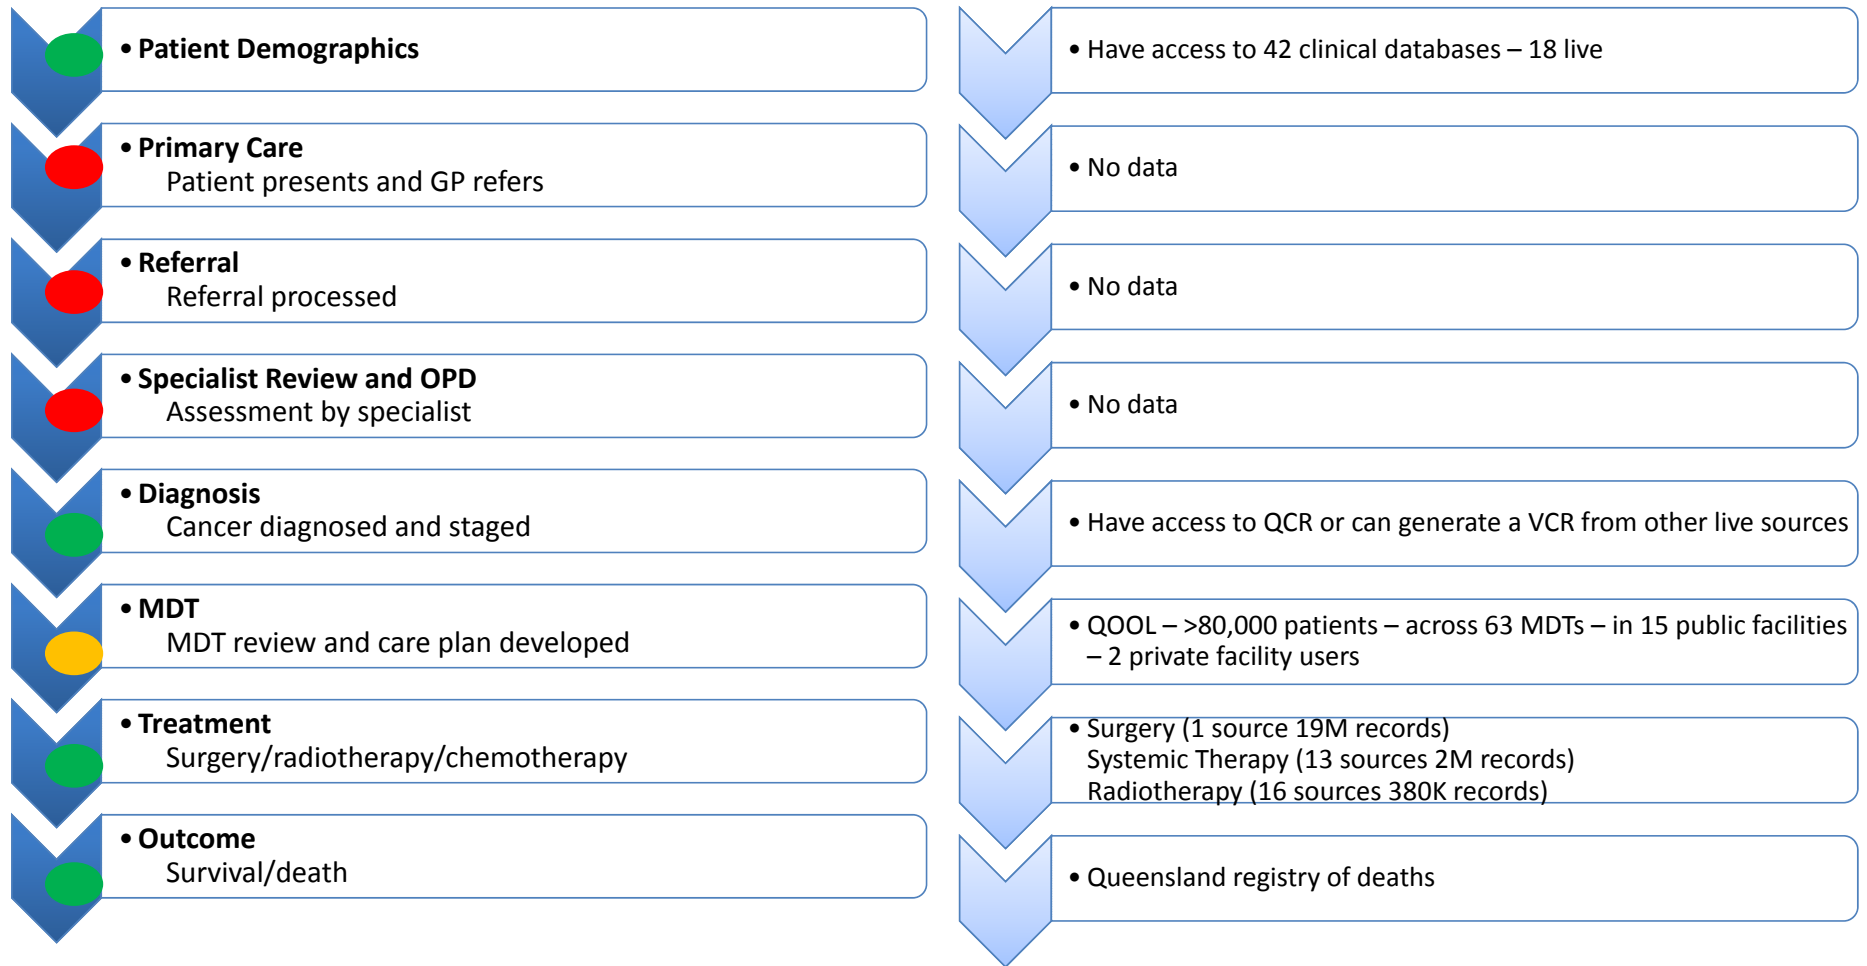 • Patient Demographics
• Have access to 42 clinical databases – 18 live
• Primary Care
Patient presents and GP refers
• No data
• Referral
Referral processed
• No data
• Specialist Review and OPD
Assessment by specialist
• No data
• Diagnosis
Cancer diagnosed and staged
• Have access to QCR or can generate a VCR from other live sources
• MDT
MDT review and care plan developed
• QOOL – >80,000 patients – across 63 MDTs – in 15 public facilities
– 2 private facility users
• Treatment
Surgery/radiotherapy/chemotherapy
• Surgery (1 source 19M records)
Systemic Therapy (13 sources 2M records)
Radiotherapy (16 sources 380K records)
• Outcome
Survival/death
• Queensland registry of deaths